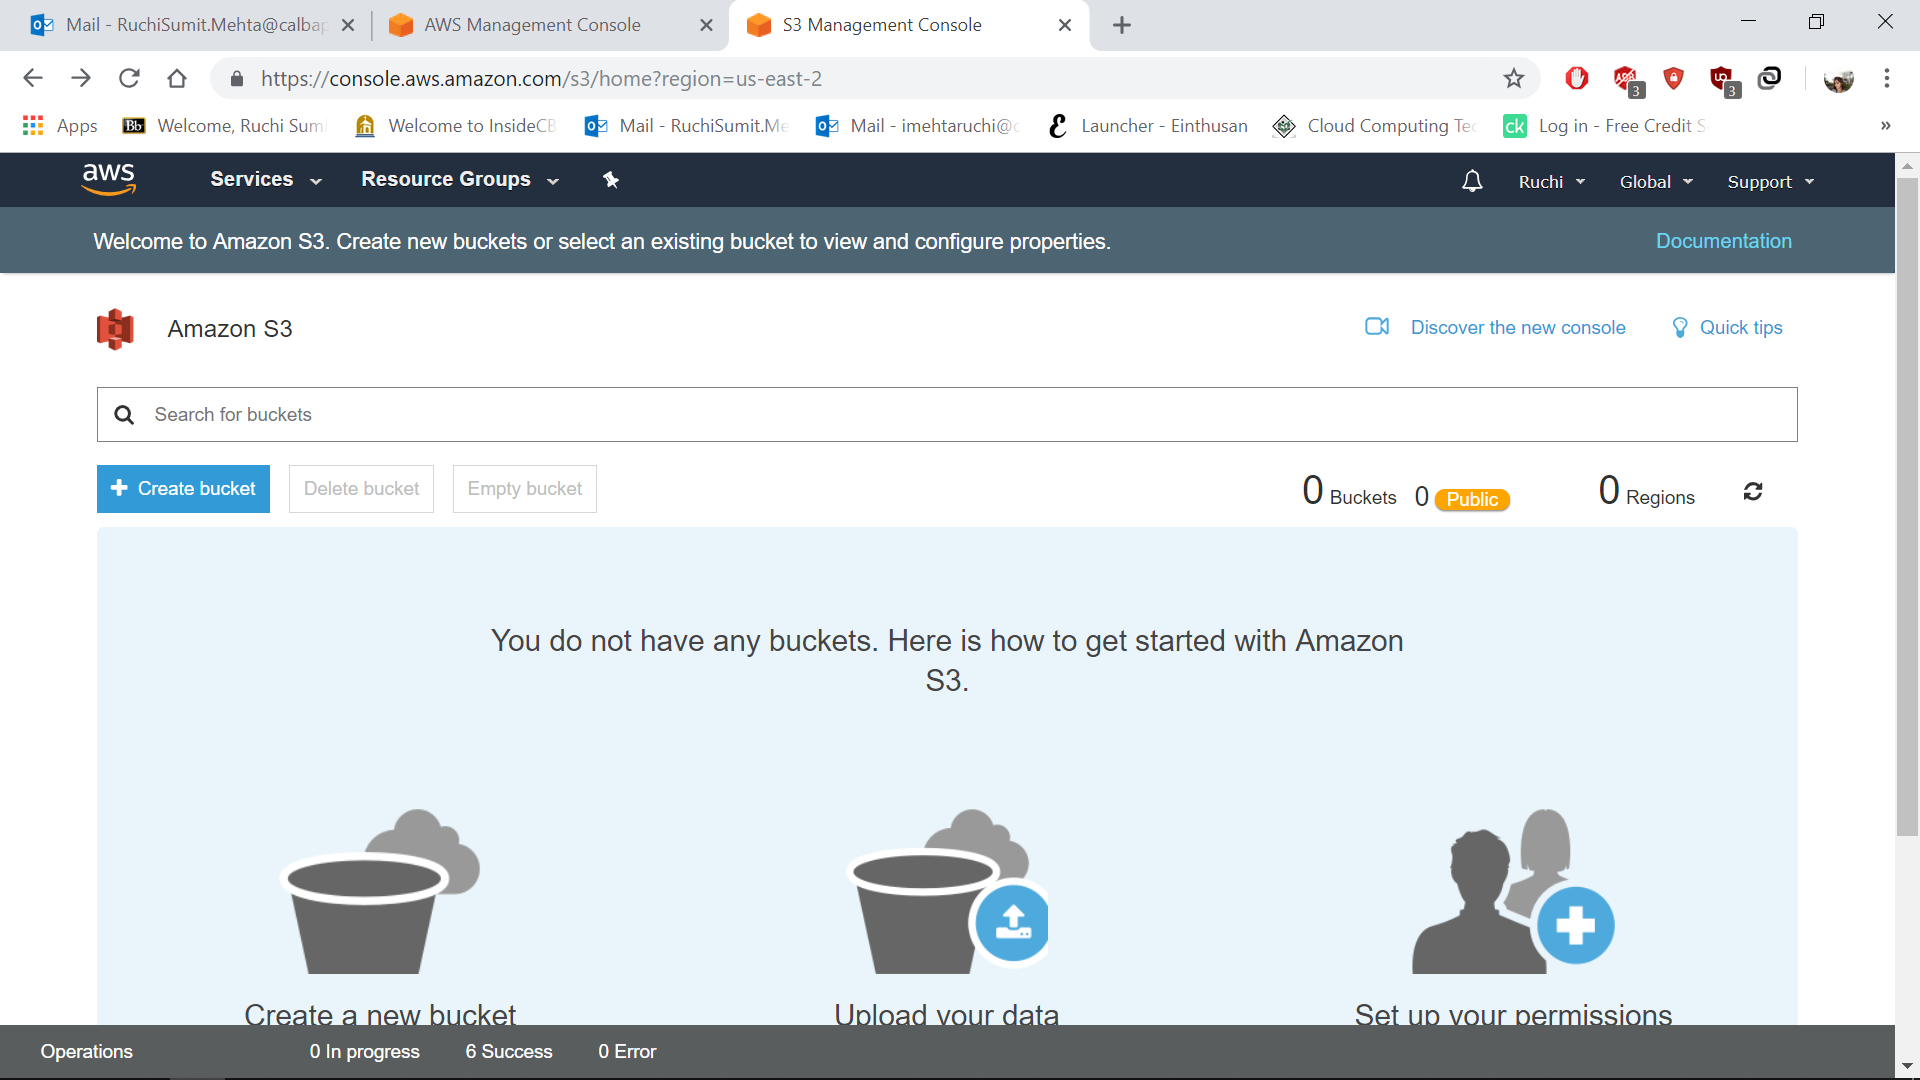 Mail - RuchiSumit.Mehta@calbap
AWS Management Console
S3 Management Console
https://console.aws.amazon.com/s3/home?region=us-east-2
ABP 3
3
Apps
Bb Welcome, Ruchi Sumi
Welcome to InsideCB
Mail - RuchiSumit.Me
Mail - imehtaruchi@c
Launcher - Einthusan
Cloud Computing Tec
ck Log in - Free Credit S
»
aws
Services
Resource Groups
Ruchi
Global
Support
Welcome to Amazon S3. Create new buckets or select an existing bucket to view and configure properties.
Documentation
Amazon S3
Discover the new console
Quick tips
Search for buckets
+ Create bucket
Delete bucket
Empty bucket
0 Buckets
0 Public
0 Regions
You do not have any buckets. Here is how to get started with Amazon
S3.
Create a new bucket
Upload your data
Set up your permissions
Operations
0 In progress
6 Success
0 Error